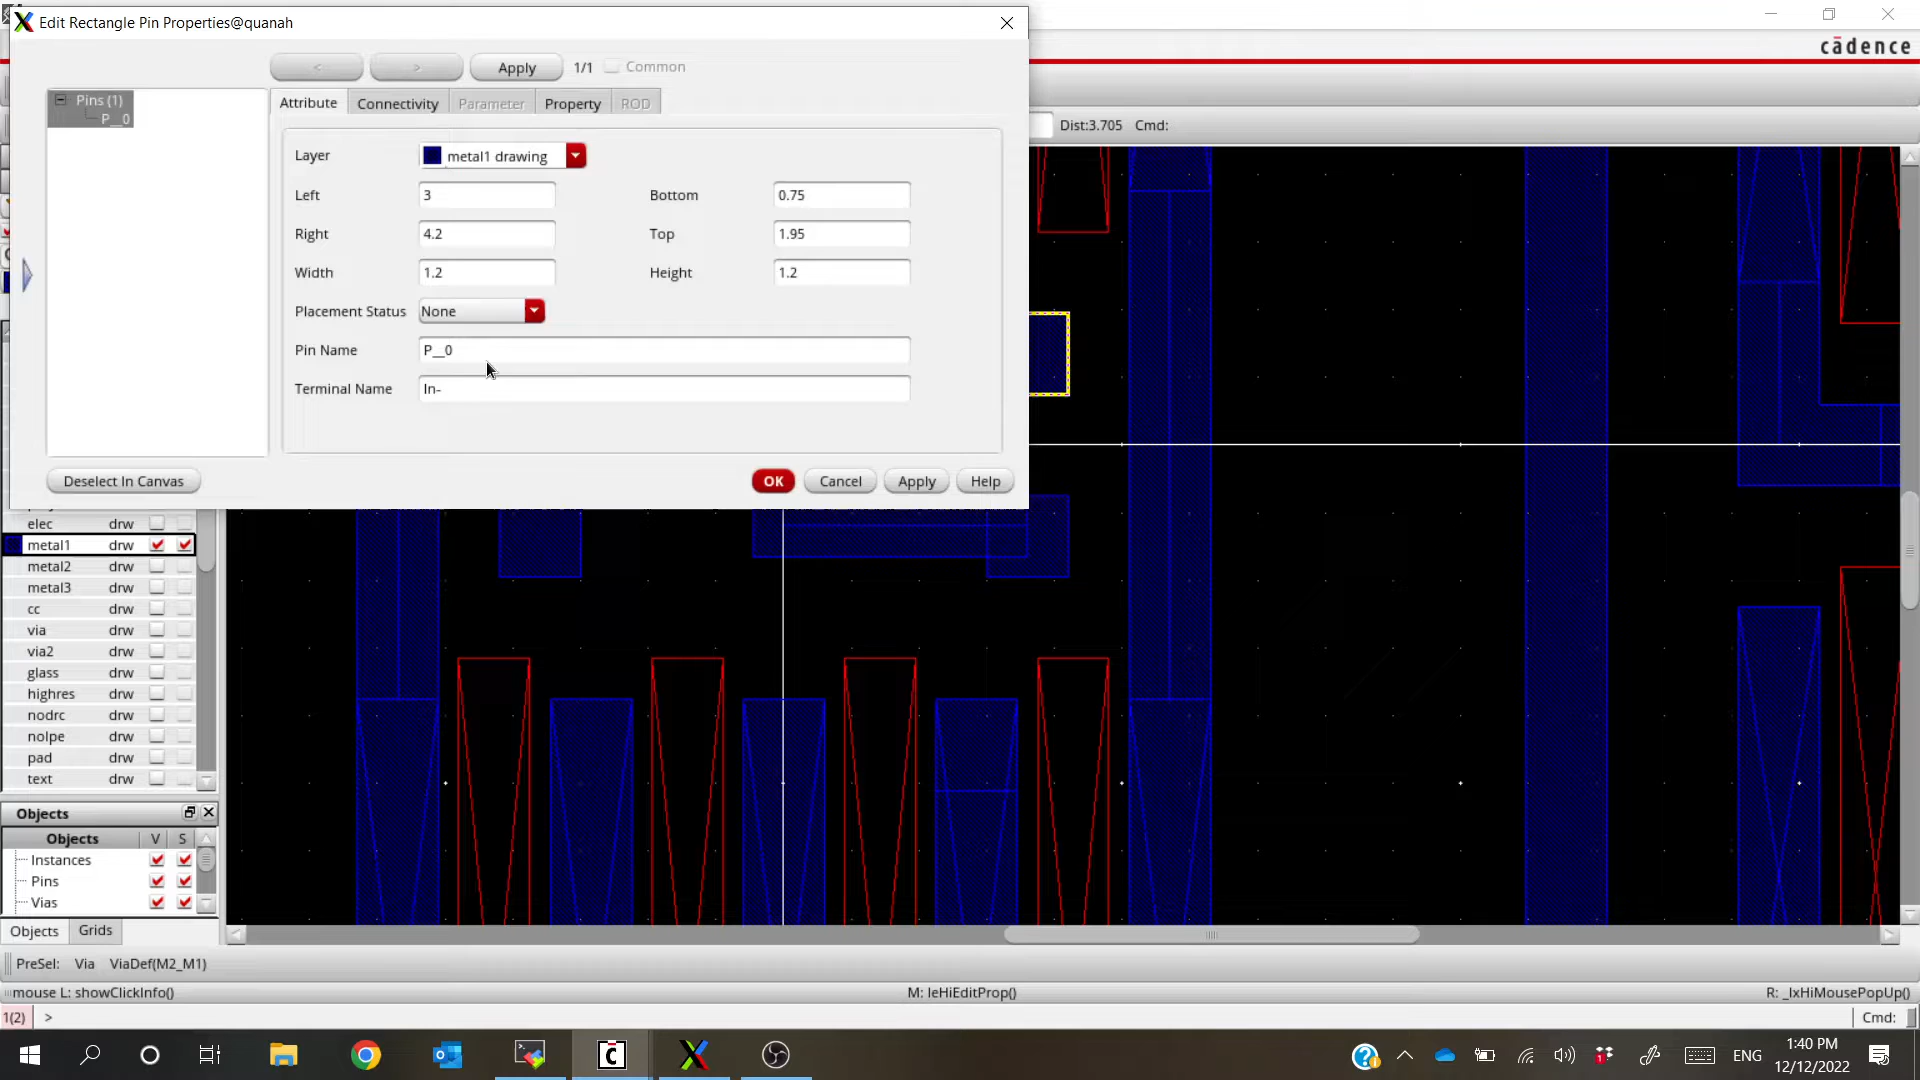 Edit Rectangle Pin Properties@quanah
cādence
< > Apply 1/1 Common
Pins (1)
P__0
Attribute Connectivity Parameter Property ROD
Dist:3.705 Cmd:
Layer metal1 drawing
Left 3 Bottom 0.75
Right 4.2 Top 1.95
Width 1.2 Height 1.2
Placement Status None
Pin Name P__0
Terminal Name In-
Deselect In Canvas OK Cancel Apply Help
elec drw
metal1 drw
metal2 drw
metal3 drw
cc drw
via drw
via2 drw
glass drw
highres drw
nodrc drw
nolpe drw
pad drw
text drw
Objects
Objects V S
Instances
Pins
Vias
Objects Grids
PreSel: Via ViaDef(M2_M1)
mouse L: showClickInfo() M: leHiEditProp() R: _lxHiMousePopUp()
1(2) > Cmd:
ENG
1:40 PM
12/12/2022